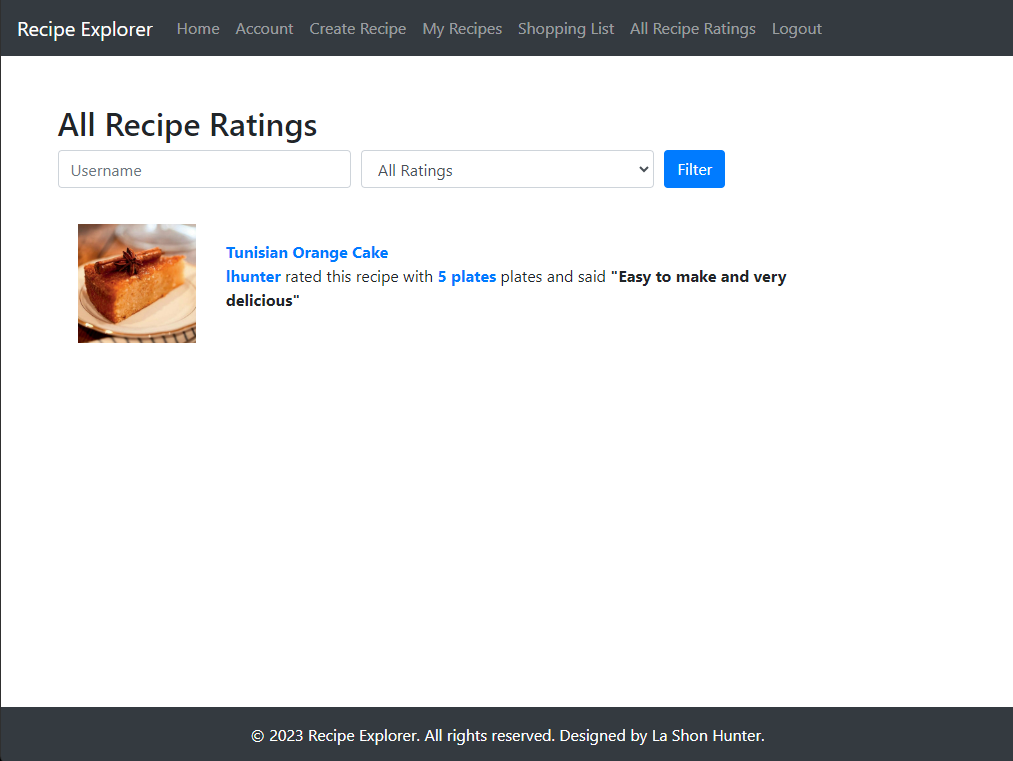 Recipe Explorer Home Account Create Recipe My Recipes Shopping List All Recipe Ratings Logout
All Recipe Ratings
Username All Ratings Filter
Tunisian Orange Cake
lhunter rated this recipe with 5 plates plates and said "Easy to make and very
delicious"
© 2023 Recipe Explorer. All rights reserved. Designed by La Shon Hunter.